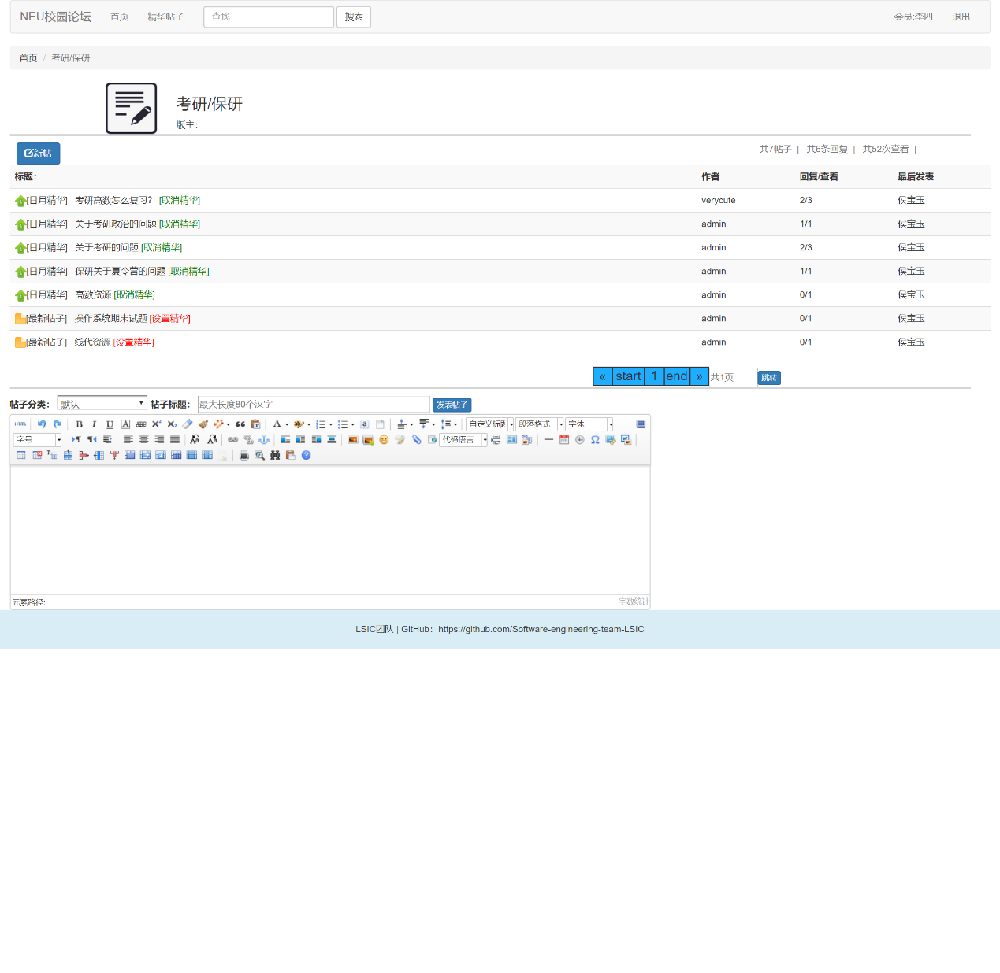 NEU校园论坛 首页 精华帖子 查找 搜索 会员:李四 退出
首页 / 考研/保研
考研/保研
版主:
新帖 共7帖子 | 共6条回复 | 共52次查看 |
标题: 作者 回复/查看 最后发表
[日月精华] 考研高数怎么复习? [取消精华] verycute 2/3 侯宝玉
[日月精华] 关于考研政治的问题 [取消精华] admin 1/1 侯宝玉
[日月精华] 关于考研的问题 [取消精华] admin 2/3 侯宝玉
[日月精华] 保研关于夏令营的问题 [取消精华] admin 1/1 侯宝玉
[日月精华] 高数资源 [取消精华] admin 0/1 侯宝玉
[最新帖子] 操作系统期末试题 [设置精华] admin 0/1 侯宝玉
[最新帖子] 线代资源 [设置精华] admin 0/1 侯宝玉
« start 1 end » 共1页 跳转
帖子分类: 默认 帖子标题: 最大长度80个汉字 发表帖子
HTML B I U A ABC X² X₂ A a 自定义标题 段落格式 字体
字号 Aa Aa 代码语言 Ω
元素路径: 字数统计
LSIC团队 | GitHub: https://github.com/Software-engineering-team-LSIC